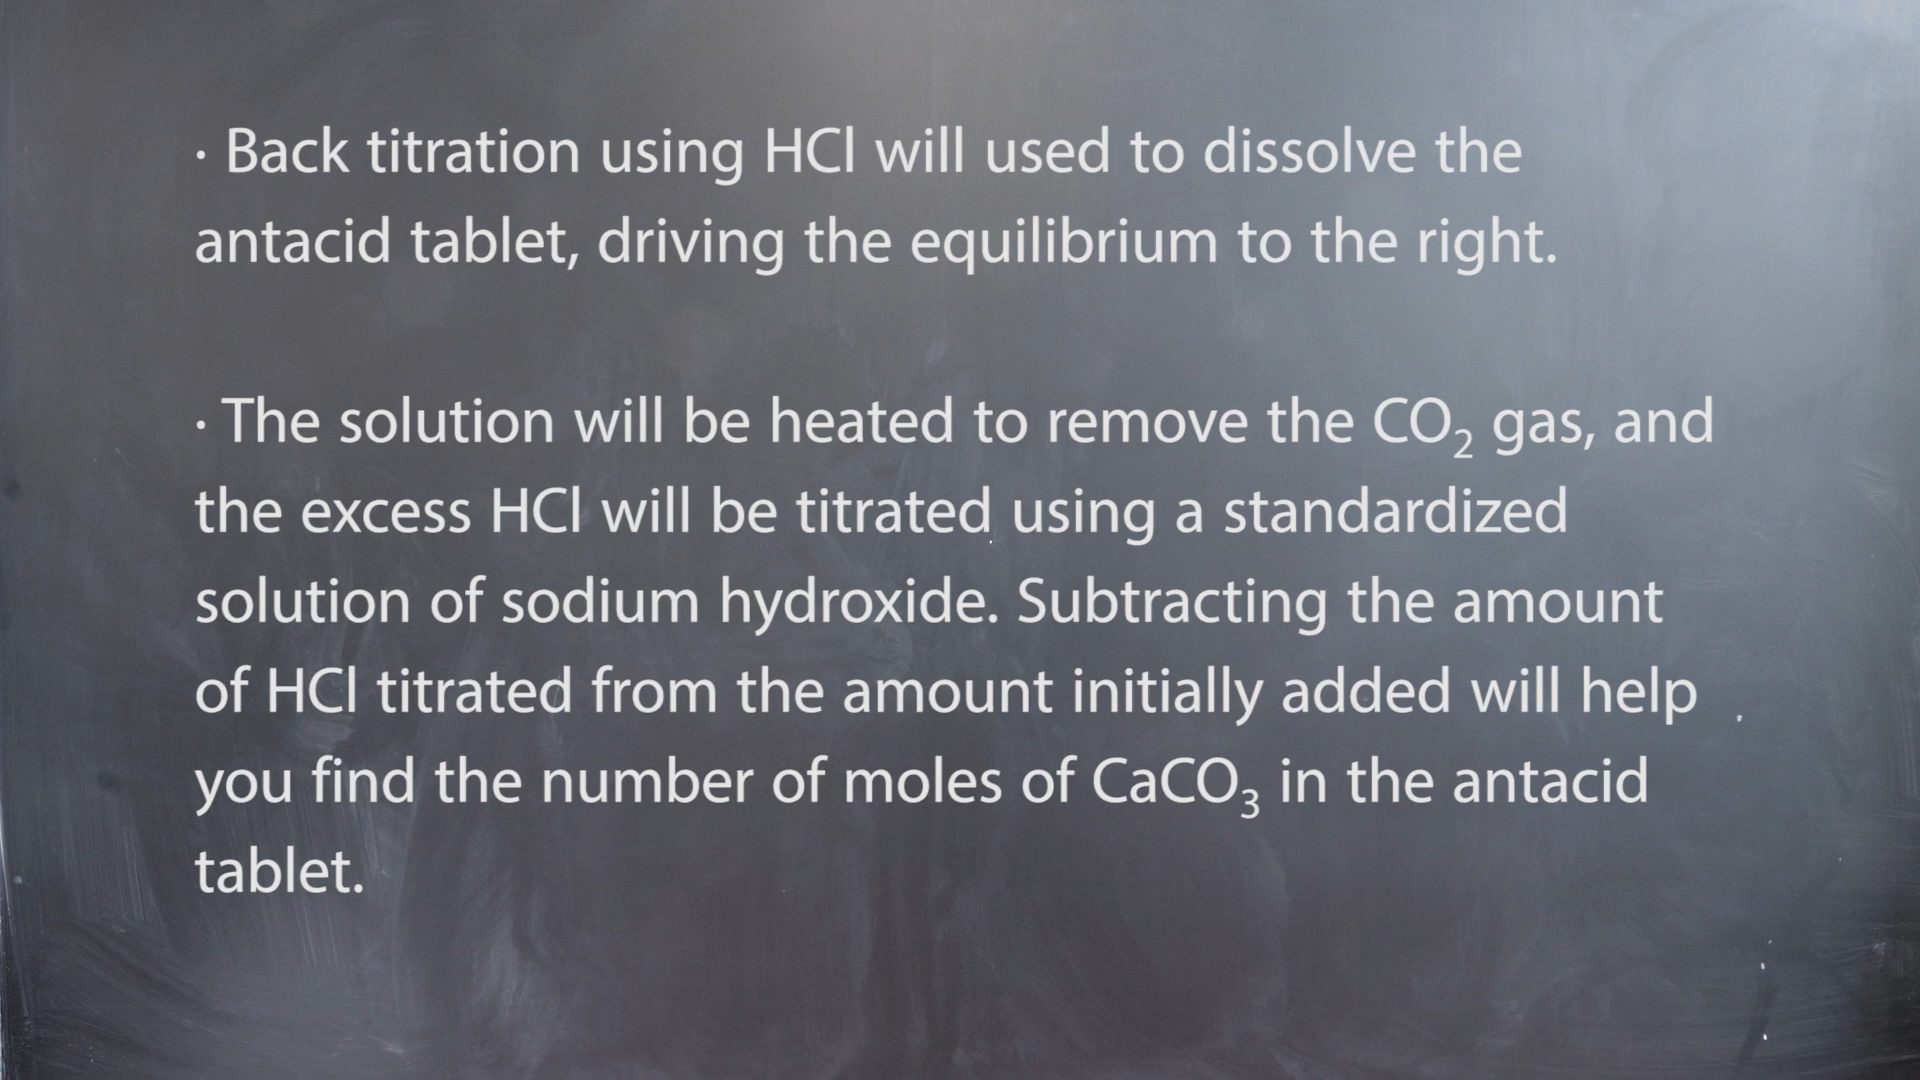 · Back titration using HCl will used to dissolve the
antacid tablet, driving the equilibrium to the right.
· The solution will be heated to remove the CO₂ gas, and
the excess HCl will be titrated using a standardized
solution of sodium hydroxide. Subtracting the amount
of HCl titrated from the amount initially added will help
you find the number of moles of CaCO₃ in the antacid
tablet.